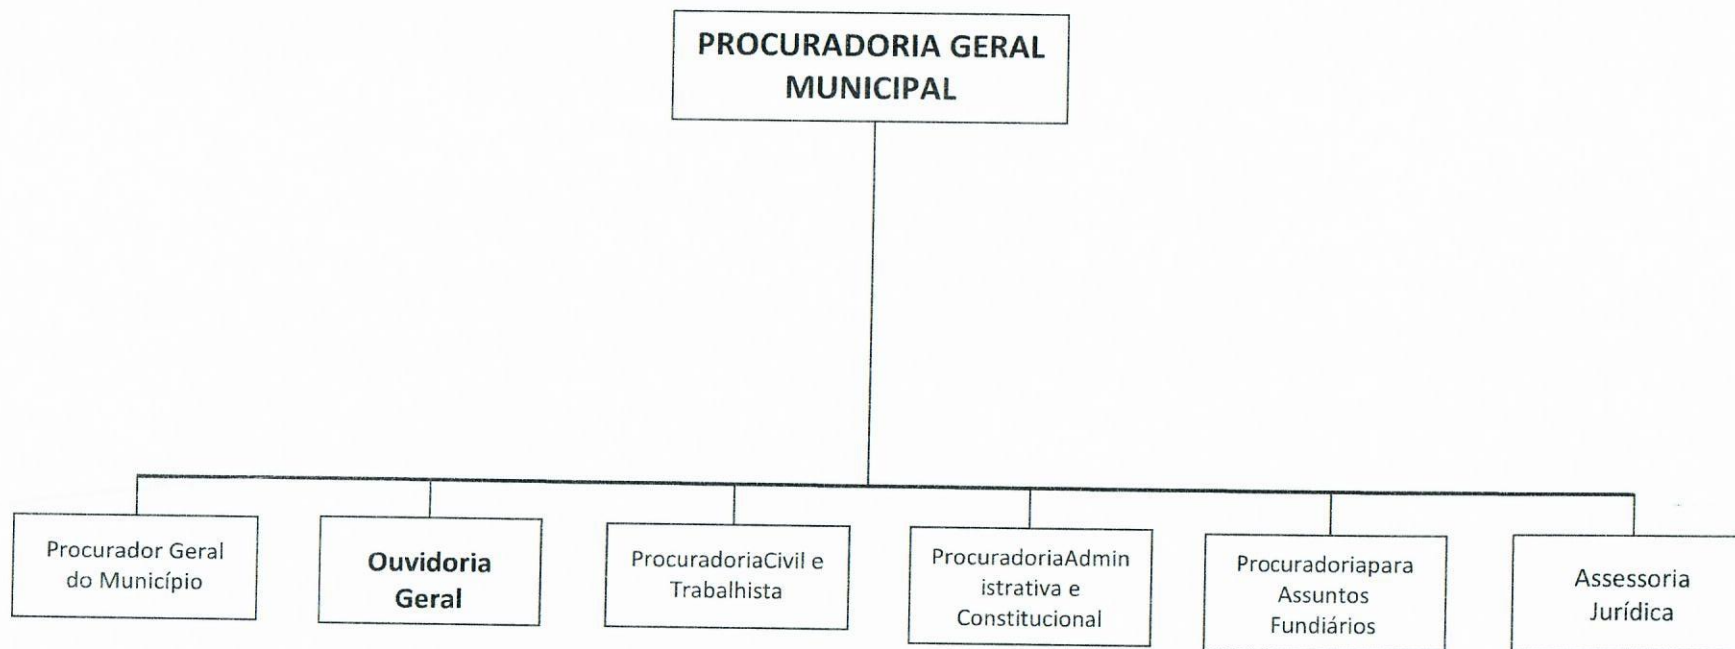 PROCURADORIA GERAL
MUNICIPAL
Procurador Geral
do Município
Ouvidoria
Geral
ProcuradoriaCivil e
Trabalhista
ProcuradoriaAdmin
istrativa e
Constitucional
Procuradoriapara
Assuntos
Fundiários
Assessoria
Jurídica